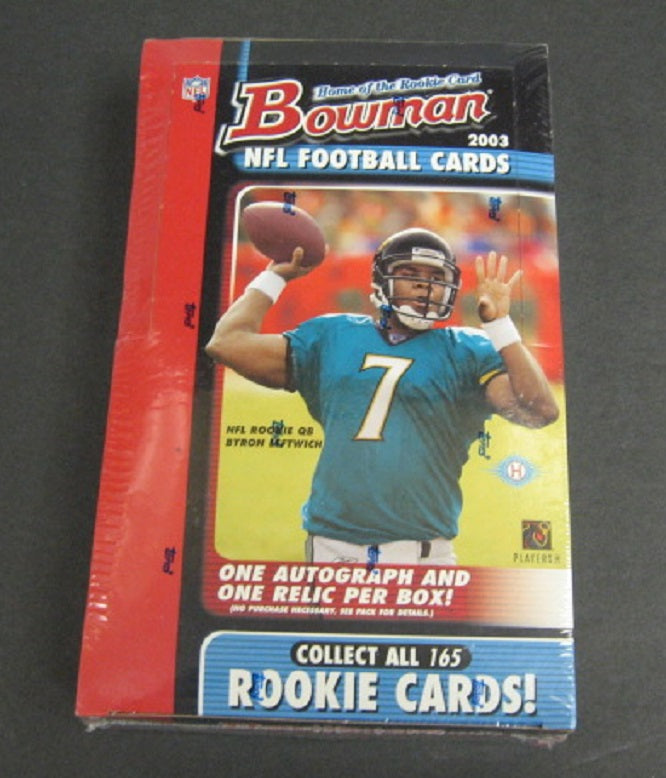 NFL
Home of the Rookie Card
Bowman
2003
NFL FOOTBALL CARDS
7
NFL ROOKIE QB
BYRON LEFTWICH
H
PLAYERS
ONE AUTOGRAPH AND
ONE RELIC PER BOX!
(NO PURCHASE NECESSARY. SEE PACK FOR DETAILS.)
COLLECT ALL 165
ROOKIE CARDS!